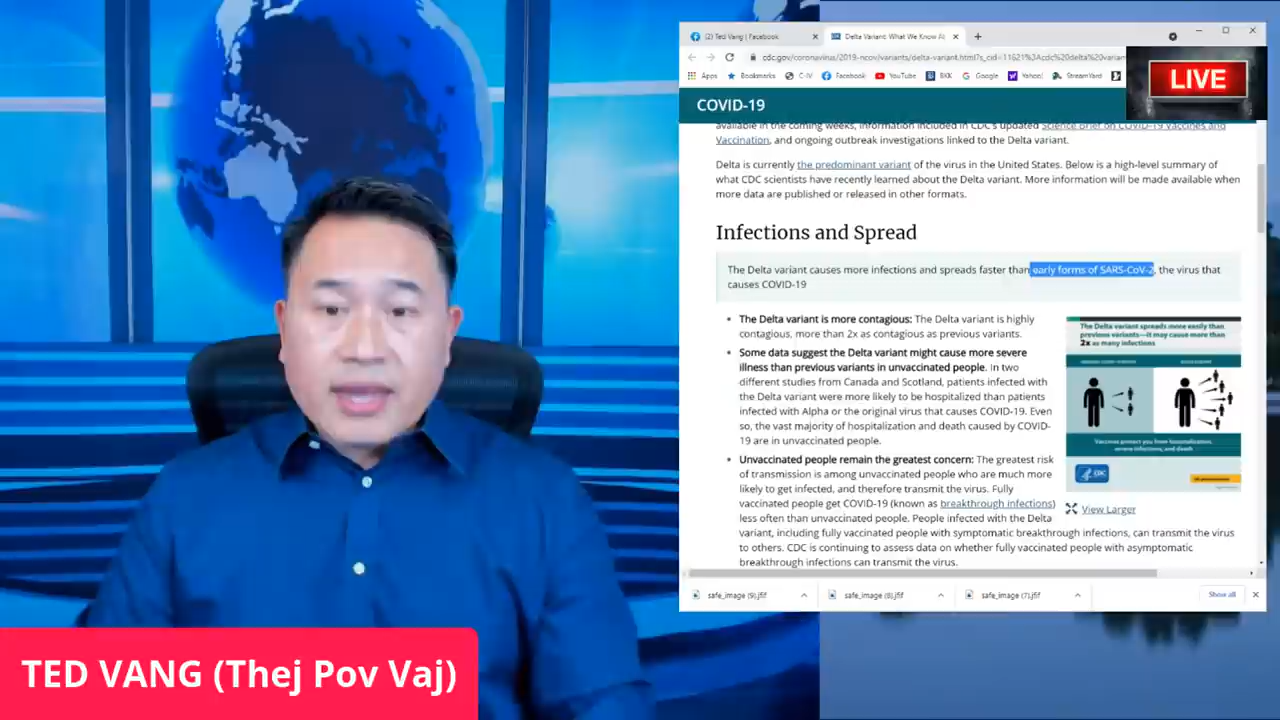 (2) Ted Vang | Facebook
Delta Variant: What We Know A
cdc.gov/coronavirus/2019-ncov/variants/delta-variant.html?s_cid=11621%3Acdc%20delta%20varian
Apps
Bookmarks
C-IV
Facebook
YouTube
BKK
Google
Yahoo!
StreamYard
LIVE
COVID-19
available in the coming weeks, information included in CDC's updated Science Brief on COVID-19 Vaccines and
Vaccination, and ongoing outbreak investigations linked to the Delta variant.
Delta is currently the predominant variant of the virus in the United States. Below is a high-level summary of
what CDC scientists have recently learned about the Delta variant. More information will be made available when
more data are published or released in other formats.
Infections and Spread
The Delta variant causes more infections and spreads faster than early forms of SARS-CoV-2, the virus that
causes COVID-19
The Delta variant is more contagious: The Delta variant is highly
contagious, more than 2x as contagious as previous variants.
Some data suggest the Delta variant might cause more severe
illness than previous variants in unvaccinated people. In two
different studies from Canada and Scotland, patients infected with
the Delta variant were more likely to be hospitalized than patients
infected with Alpha or the original virus that causes COVID-19. Even
so, the vast majority of hospitalization and death caused by COVID-
19 are in unvaccinated people.
Unvaccinated people remain the greatest concern: The greatest risk
of transmission is among unvaccinated people who are much more
likely to get infected, and therefore transmit the virus. Fully
vaccinated people get COVID-19 (known as breakthrough infections)
less often than unvaccinated people. People infected with the Delta
variant, including fully vaccinated people with symptomatic breakthrough infections, can transmit the virus
to others. CDC is continuing to assess data on whether fully vaccinated people with asymptomatic
breakthrough infections can transmit the virus.
The Delta variant spreads more easily than
previous variants—it may cause more than
2x as many infections
Vaccines protect you from hospitalization,
severe infections, and death
CDC
View Larger
safe_image (9).jfif
safe_image (8).jfif
safe_image (7).jfif
Show all
TED VANG (Thej Pov Vaj)